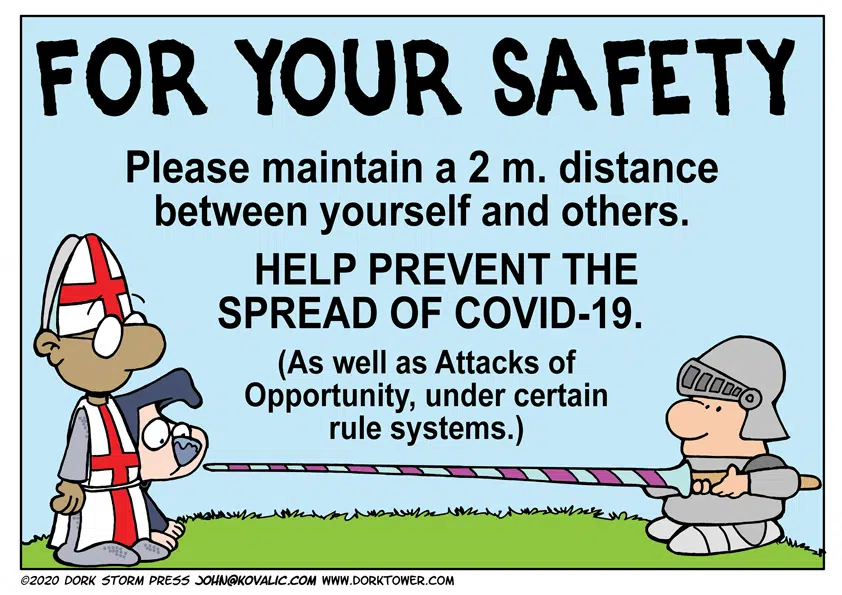 FOR YOUR SAFETY
Please maintain a 2 m. distance
between yourself and others.
HELP PREVENT THE
SPREAD OF COVID-19.
(As well as Attacks of
Opportunity, under certain
rule systems.)
©2020 DORK STORM PRESS JOHN@KOVALIC.COM WWW.DORKTOWER.COM